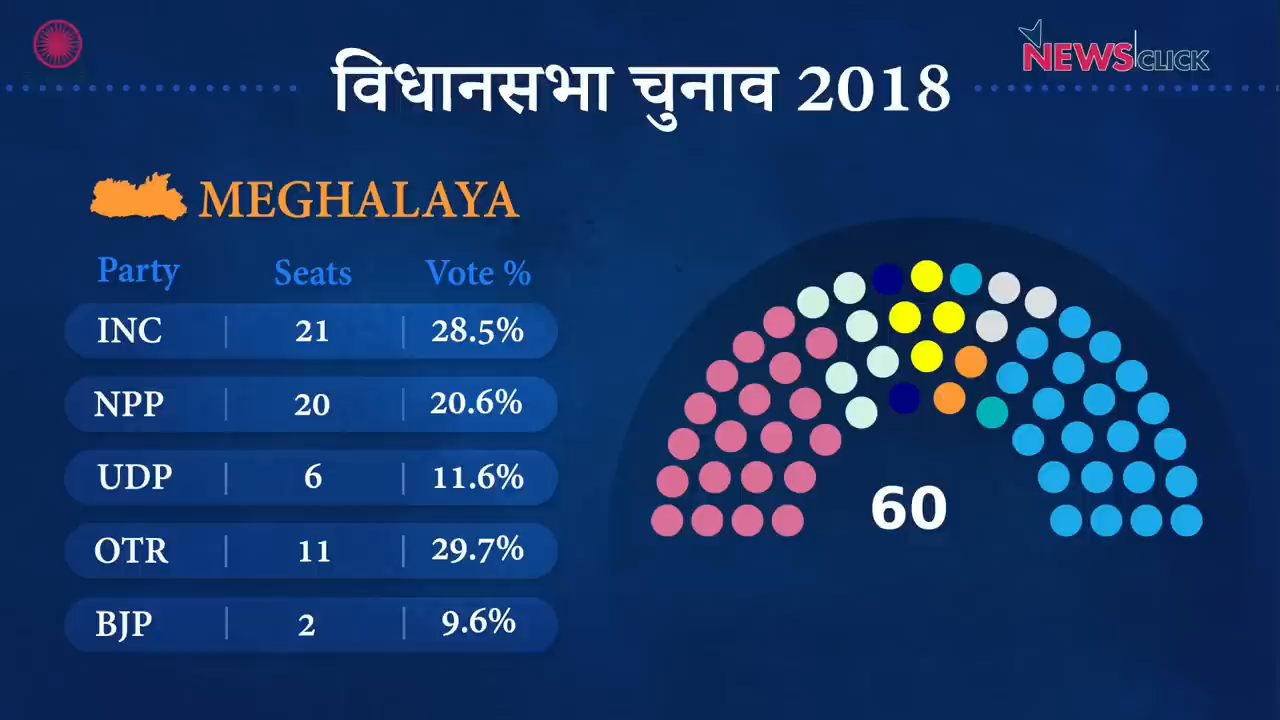 NEWSCLICK
विधानसभा चुनाव 2018
MEGHALAYA
Party Seats Vote %
INC 21 28.5%
NPP 20 20.6%
UDP 6 11.6%
OTR 11 29.7%
BJP 2 9.6%
60